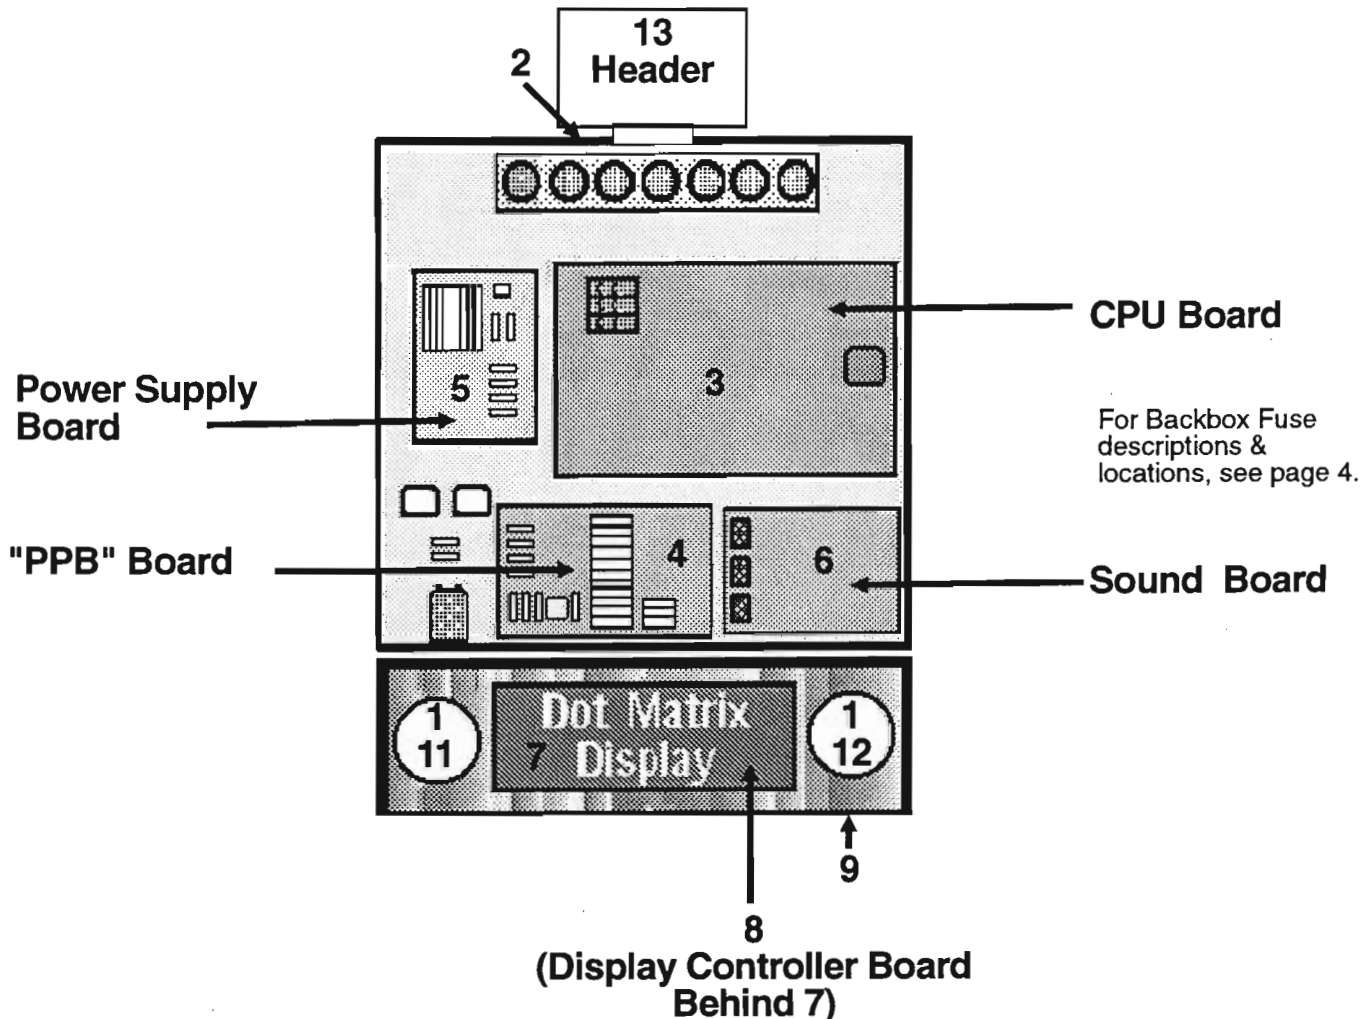 13
Header
2
CPU Board
3
5
Power Supply
Board
For Backbox Fuse
descriptions &
locations, see page 4.
"PPB" Board
4
6
Sound Board
1
11
Dot Matrix
7 Display
1
12
9
8
(Display Controller Board
Behind 7)